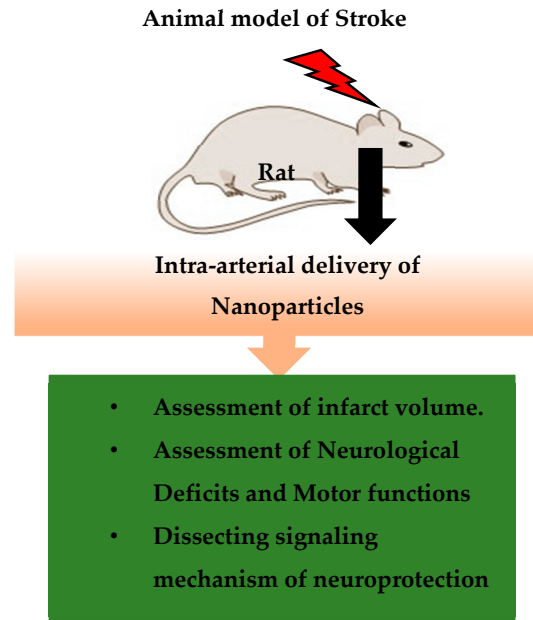 Animal model of Stroke
Rat
Intra-arterial delivery of
Nanoparticles
• Assessment of infarct volume.
• Assessment of Neurological
Deficits and Motor functions
• Dissecting signaling
mechanism of neuroprotection